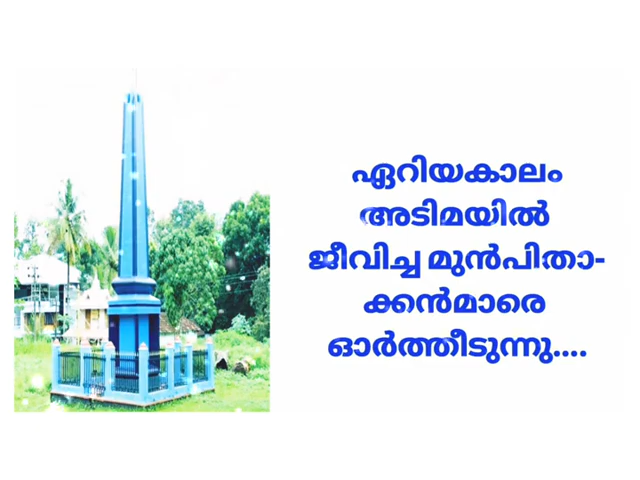 ഏറിയകാലം
അടിമയിൽ
ജീവിച്ച മുൻപിതാ-
ക്കൻമാരെ
ഓർത്തീടുന്നു....